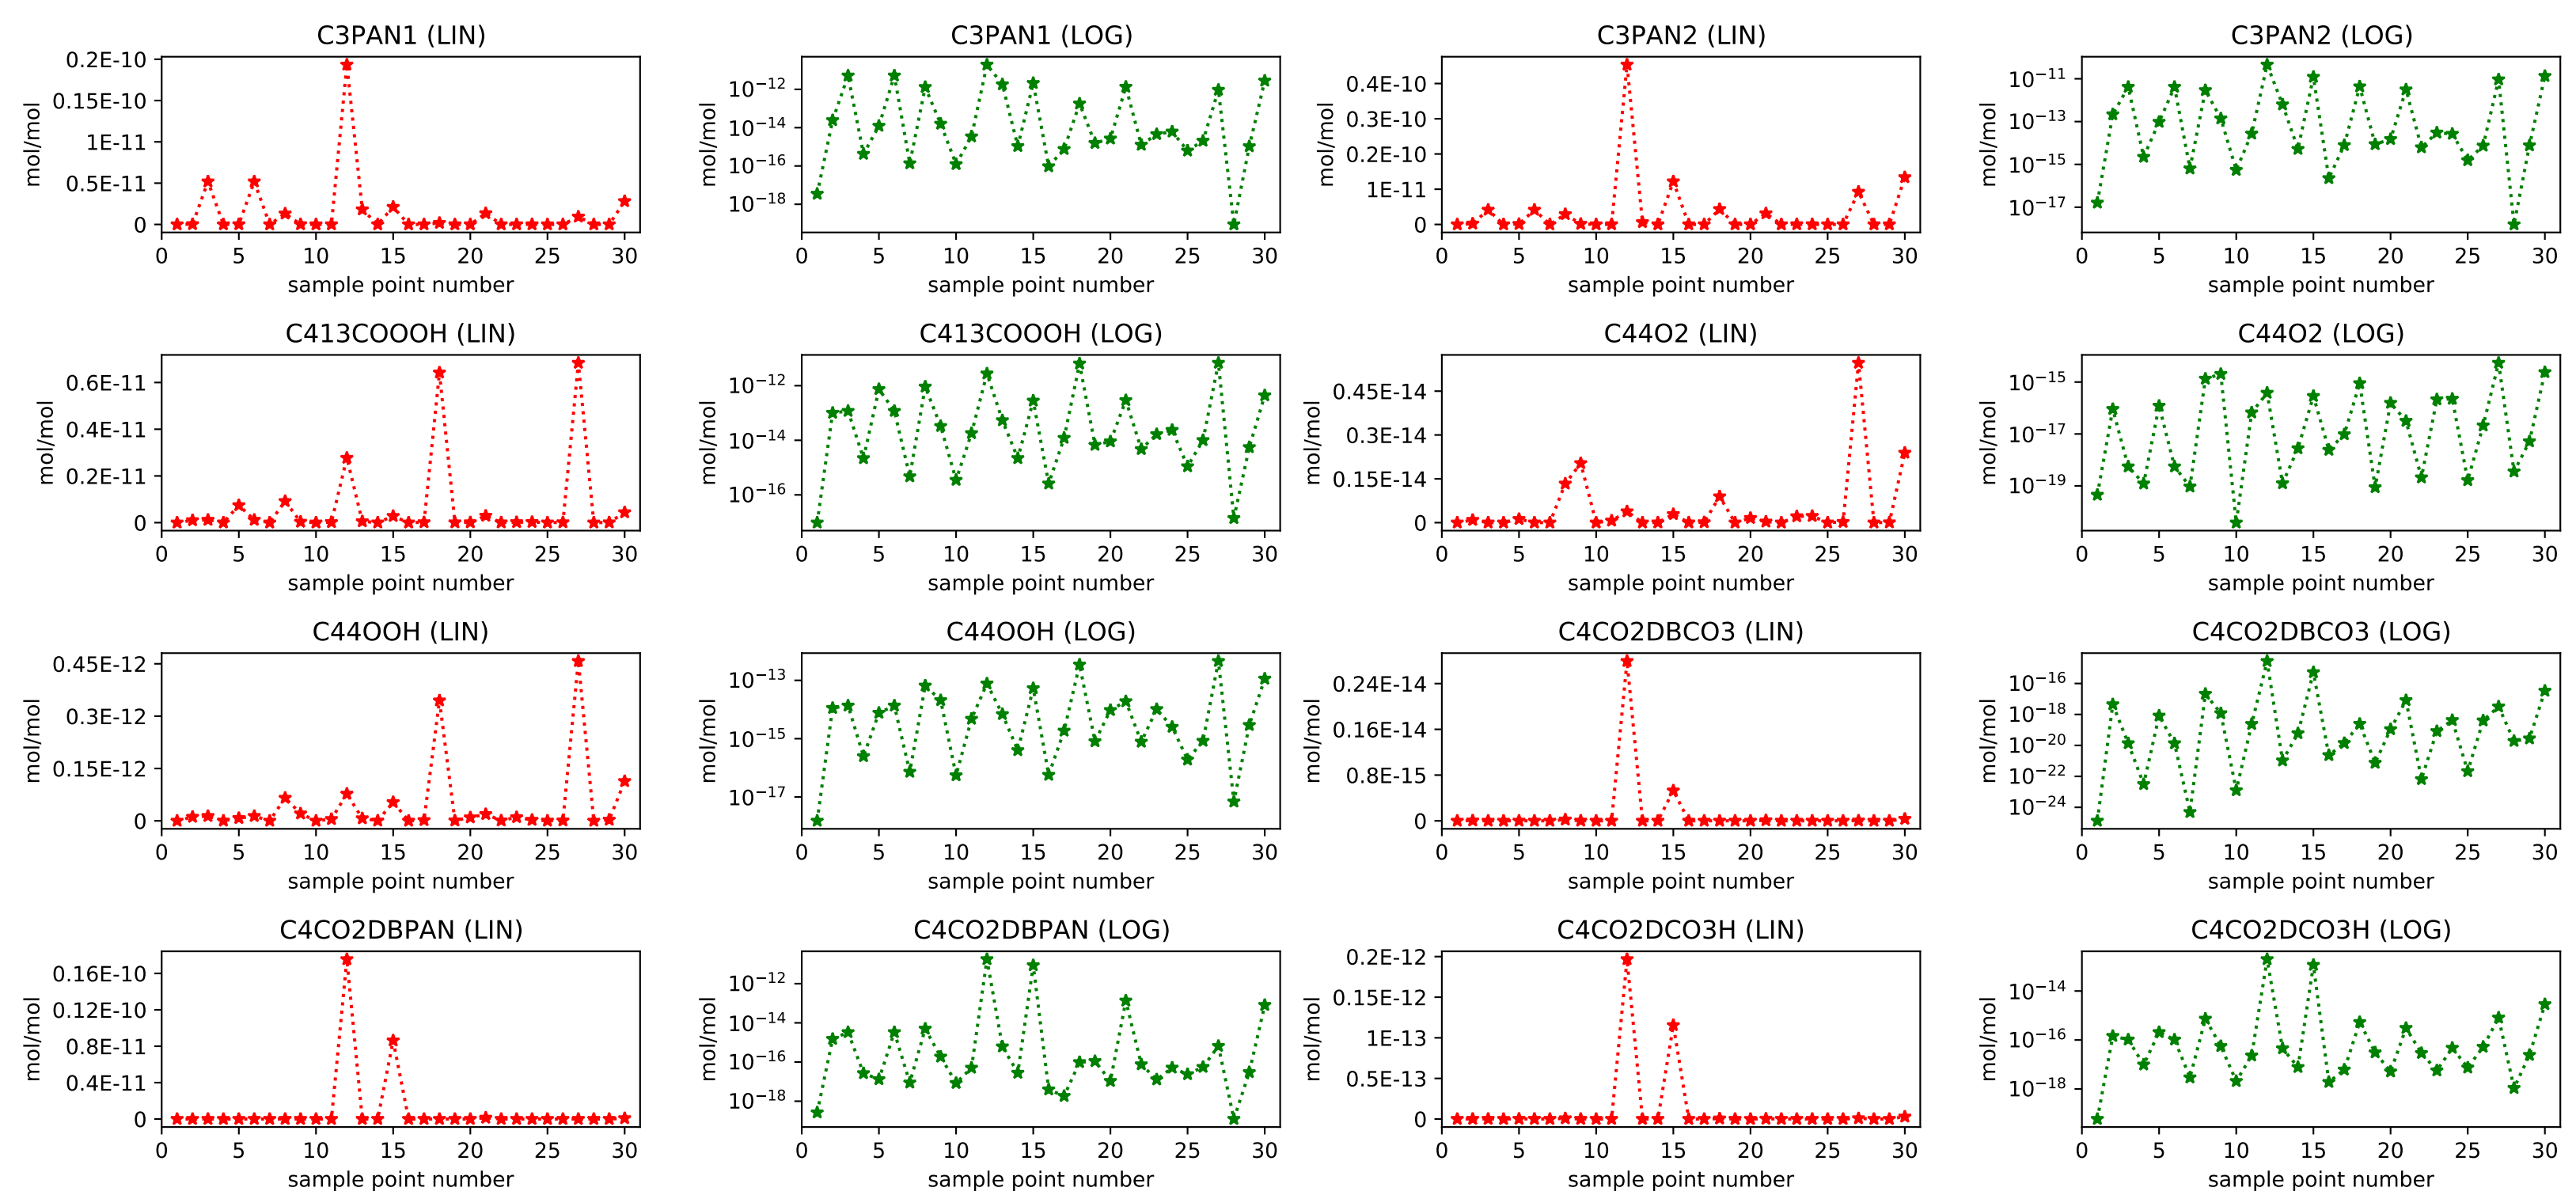 C3PAN1 (LIN)
mol/mol
0.2E-10
0.15E-10
1E-11
0.5E-11
0
0 5 10 15 20 25 30
sample point number
C3PAN1 (LOG)
mol/mol
10−12
10−14
10−16
10−18
0 5 10 15 20 25 30
sample point number
C3PAN2 (LIN)
mol/mol
0.4E-10
0.3E-10
0.2E-10
1E-11
0
0 5 10 15 20 25 30
sample point number
C3PAN2 (LOG)
mol/mol
10−11
10−13
10−15
10−17
0 5 10 15 20 25 30
sample point number
C413COOOH (LIN)
mol/mol
0.6E-11
0.4E-11
0.2E-11
0
0 5 10 15 20 25 30
sample point number
C413COOOH (LOG)
mol/mol
10−12
10−14
10−16
0 5 10 15 20 25 30
sample point number
C44O2 (LIN)
mol/mol
0.45E-14
0.3E-14
0.15E-14
0
0 5 10 15 20 25 30
sample point number
C44O2 (LOG)
mol/mol
10−15
10−17
10−19
0 5 10 15 20 25 30
sample point number
C44OOH (LIN)
mol/mol
0.45E-12
0.3E-12
0.15E-12
0
0 5 10 15 20 25 30
sample point number
C44OOH (LOG)
mol/mol
10−13
10−15
10−17
0 5 10 15 20 25 30
sample point number
C4CO2DBCO3 (LIN)
mol/mol
0.24E-14
0.16E-14
0.8E-15
0
0 5 10 15 20 25 30
sample point number
C4CO2DBCO3 (LOG)
mol/mol
10−16
10−18
10−20
10−22
10−24
0 5 10 15 20 25 30
sample point number
C4CO2DBPAN (LIN)
mol/mol
0.16E-10
0.12E-10
0.8E-11
0.4E-11
0
0 5 10 15 20 25 30
sample point number
C4CO2DBPAN (LOG)
mol/mol
10−12
10−14
10−16
10−18
0 5 10 15 20 25 30
sample point number
C4CO2DCO3H (LIN)
mol/mol
0.2E-12
0.15E-12
1E-13
0.5E-13
0
0 5 10 15 20 25 30
sample point number
C4CO2DCO3H (LOG)
mol/mol
10−14
10−16
10−18
0 5 10 15 20 25 30
sample point number